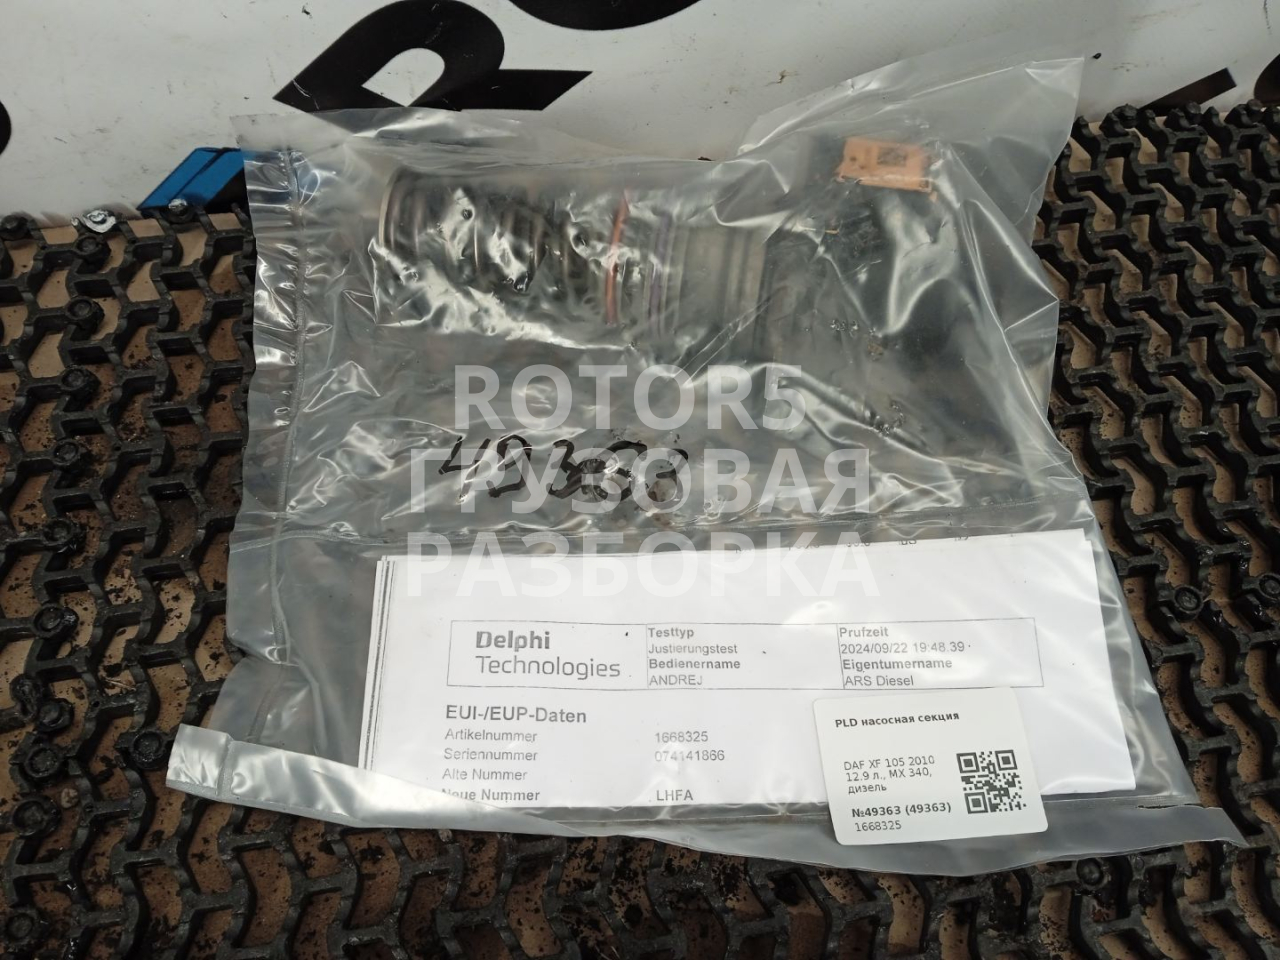 ROTOR5
ГРУЗОВАЯ
РАЗБОРКА
49363
Delphi
Technologies
Testtyp
Justierungstest
Bedienername
ANDREJ
Prufzeit
2024/09/22 19:48.39
Eigentumername
ARS Diesel
EUI-/EUP-Daten
Artikelnummer 1668325
Seriennummer 074141866
Alte Nummer
Neue Nummer LHFA
PLD насосная секция
DAF XF 105 2010
12.9 л., MX 340,
дизель
№49363 (49363)
1668325